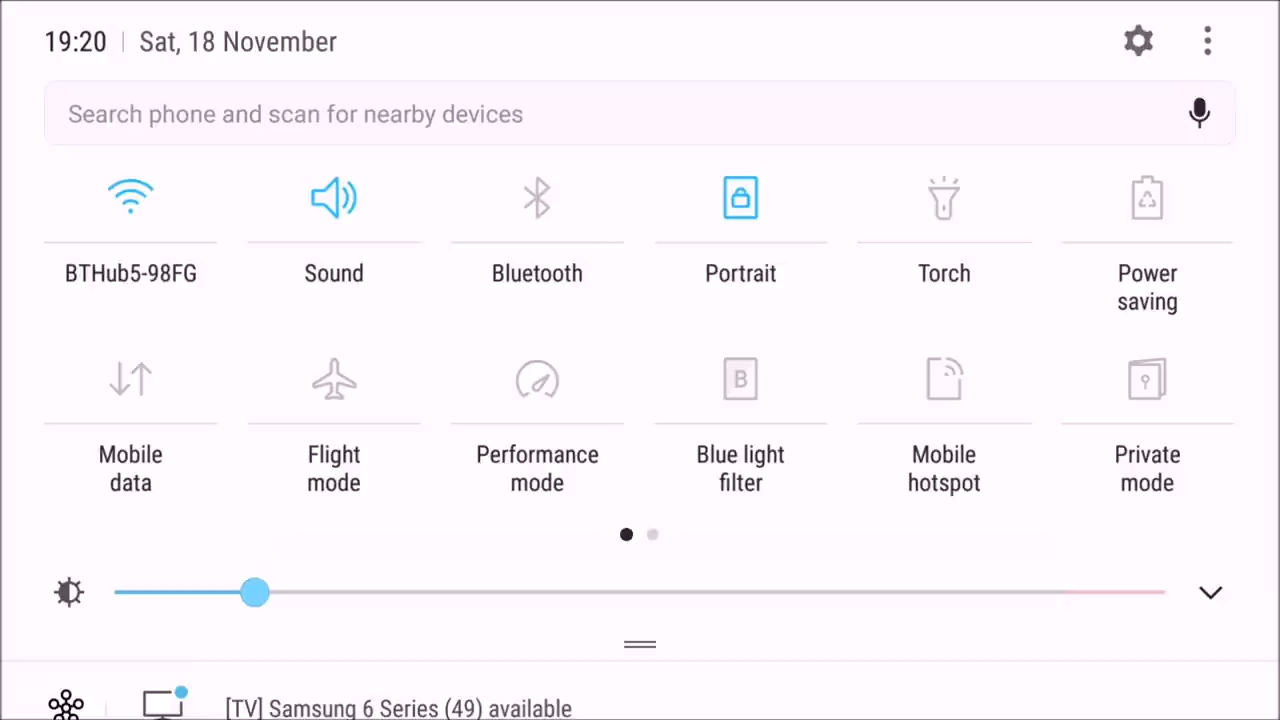 19:20 | Sat, 18 November
Search phone and scan for nearby devices
BTHub5-98FG Sound Bluetooth Portrait Torch Power
saving
Mobile Flight Performance Blue light Mobile Private
data mode mode filter hotspot mode
B
[TV] Samsung 6 Series (49) available